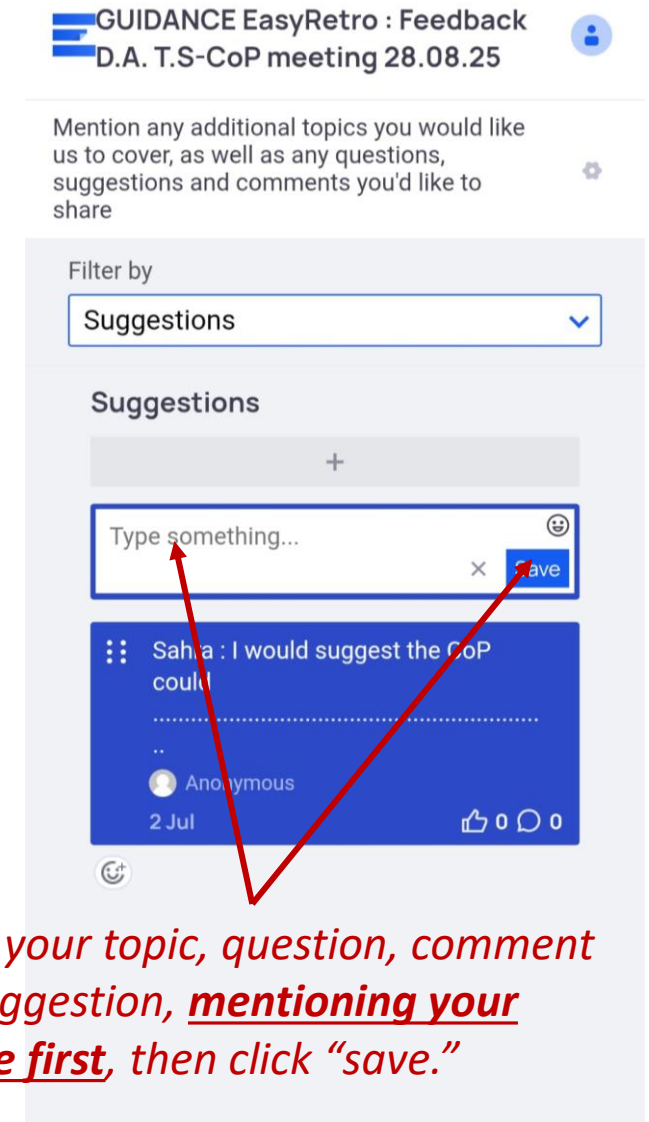 GUIDANCE EasyRetro : Feedback
D.A. T.S-CoP meeting 28.08.25
Mention any additional topics you would like
us to cover, as well as any questions,
suggestions and comments you'd like to
share
Filter by
Suggestions
Suggestions
+
Type something...
× Save
Sahra : I would suggest the CoP
could
..............................................................
..
Anonymous
2 Jul 0 0
your topic, question, comment
ggestion, mentioning your
e first, then click “save.”